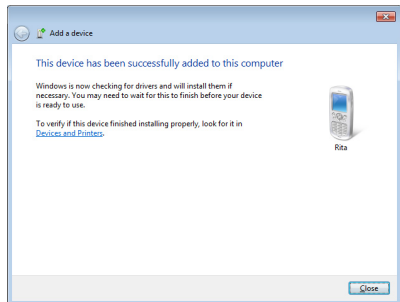 Add a device
This device has been successfully added to this computer
Windows is now checking for drivers and will install them if
necessary. You may need to wait for this to finish before your device
is ready to use.
To verify if this device finished installing properly, look for it in
Devices and Printers.
Rita
Close